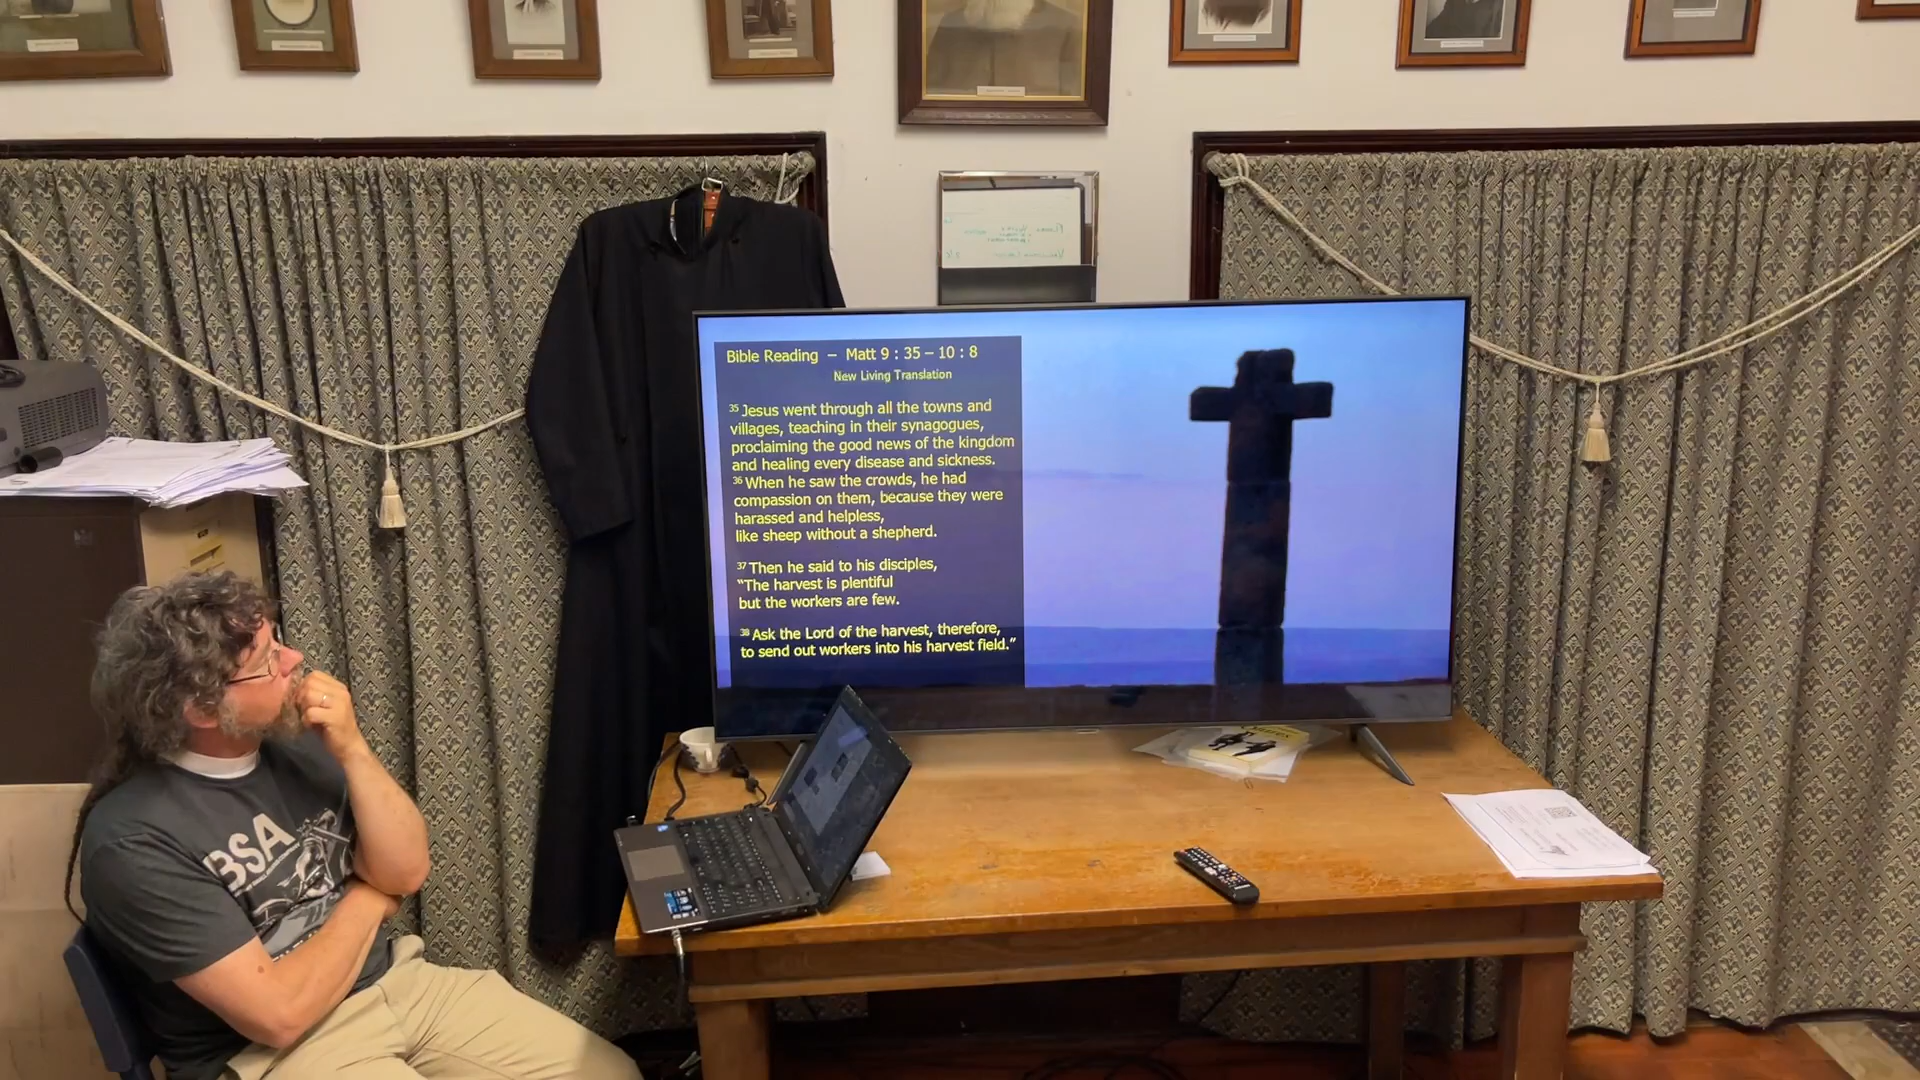 Bible Reading – Matt 9 : 35 – 10 : 8
New Living Translation
35 Jesus went through all the towns and
villages, teaching in their synagogues,
proclaiming the good news of the kingdom
and healing every disease and sickness.
36 When he saw the crowds, he had
compassion on them, because they were
harassed and helpless,
like sheep without a shepherd.
37 Then he said to his disciples,
“The harvest is plentiful
but the workers are few.
38 Ask the Lord of the harvest, therefore,
to send out workers into his harvest field.”
BSA